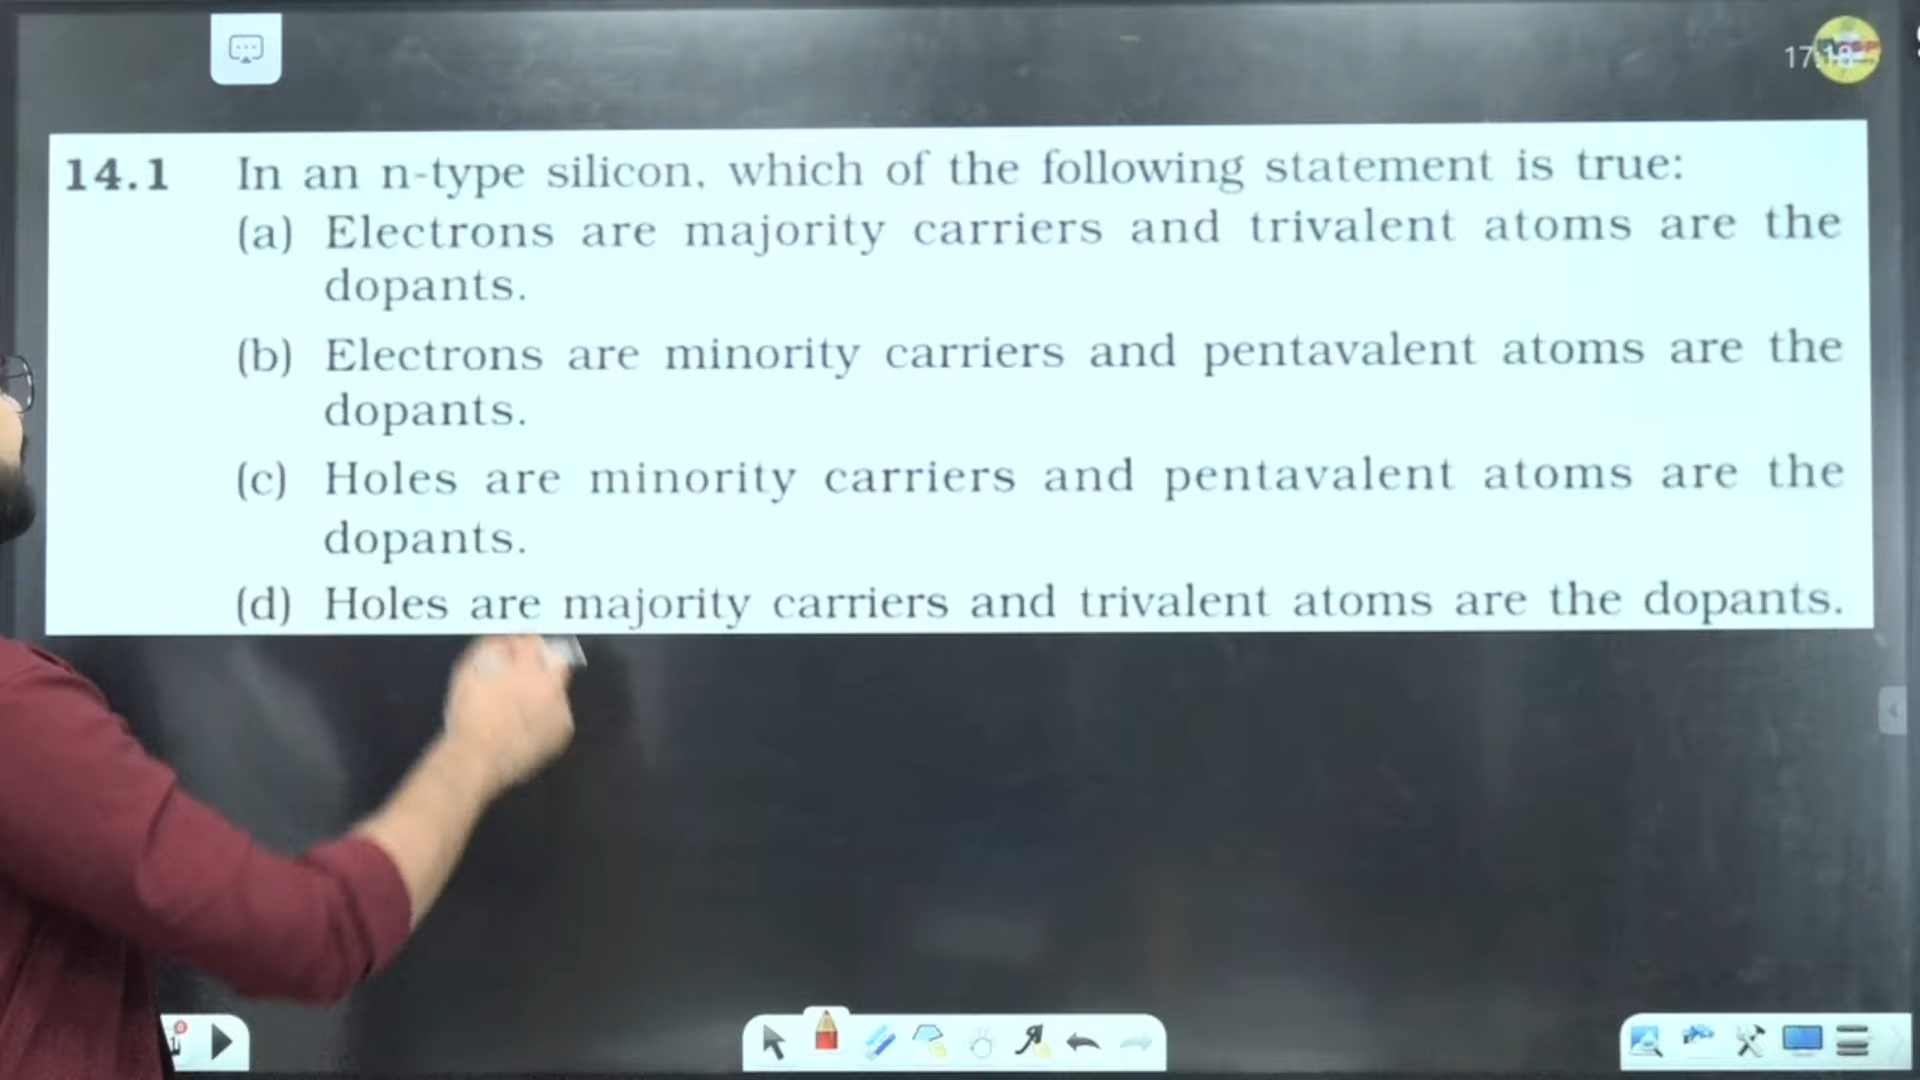 17:18
14.1 In an n-type silicon, which of the following statement is true:
(a) Electrons are majority carriers and trivalent atoms are the
dopants.
(b) Electrons are minority carriers and pentavalent atoms are the
dopants.
(c) Holes are minority carriers and pentavalent atoms are the
dopants.
(d) Holes are majority carriers and trivalent atoms are the dopants.